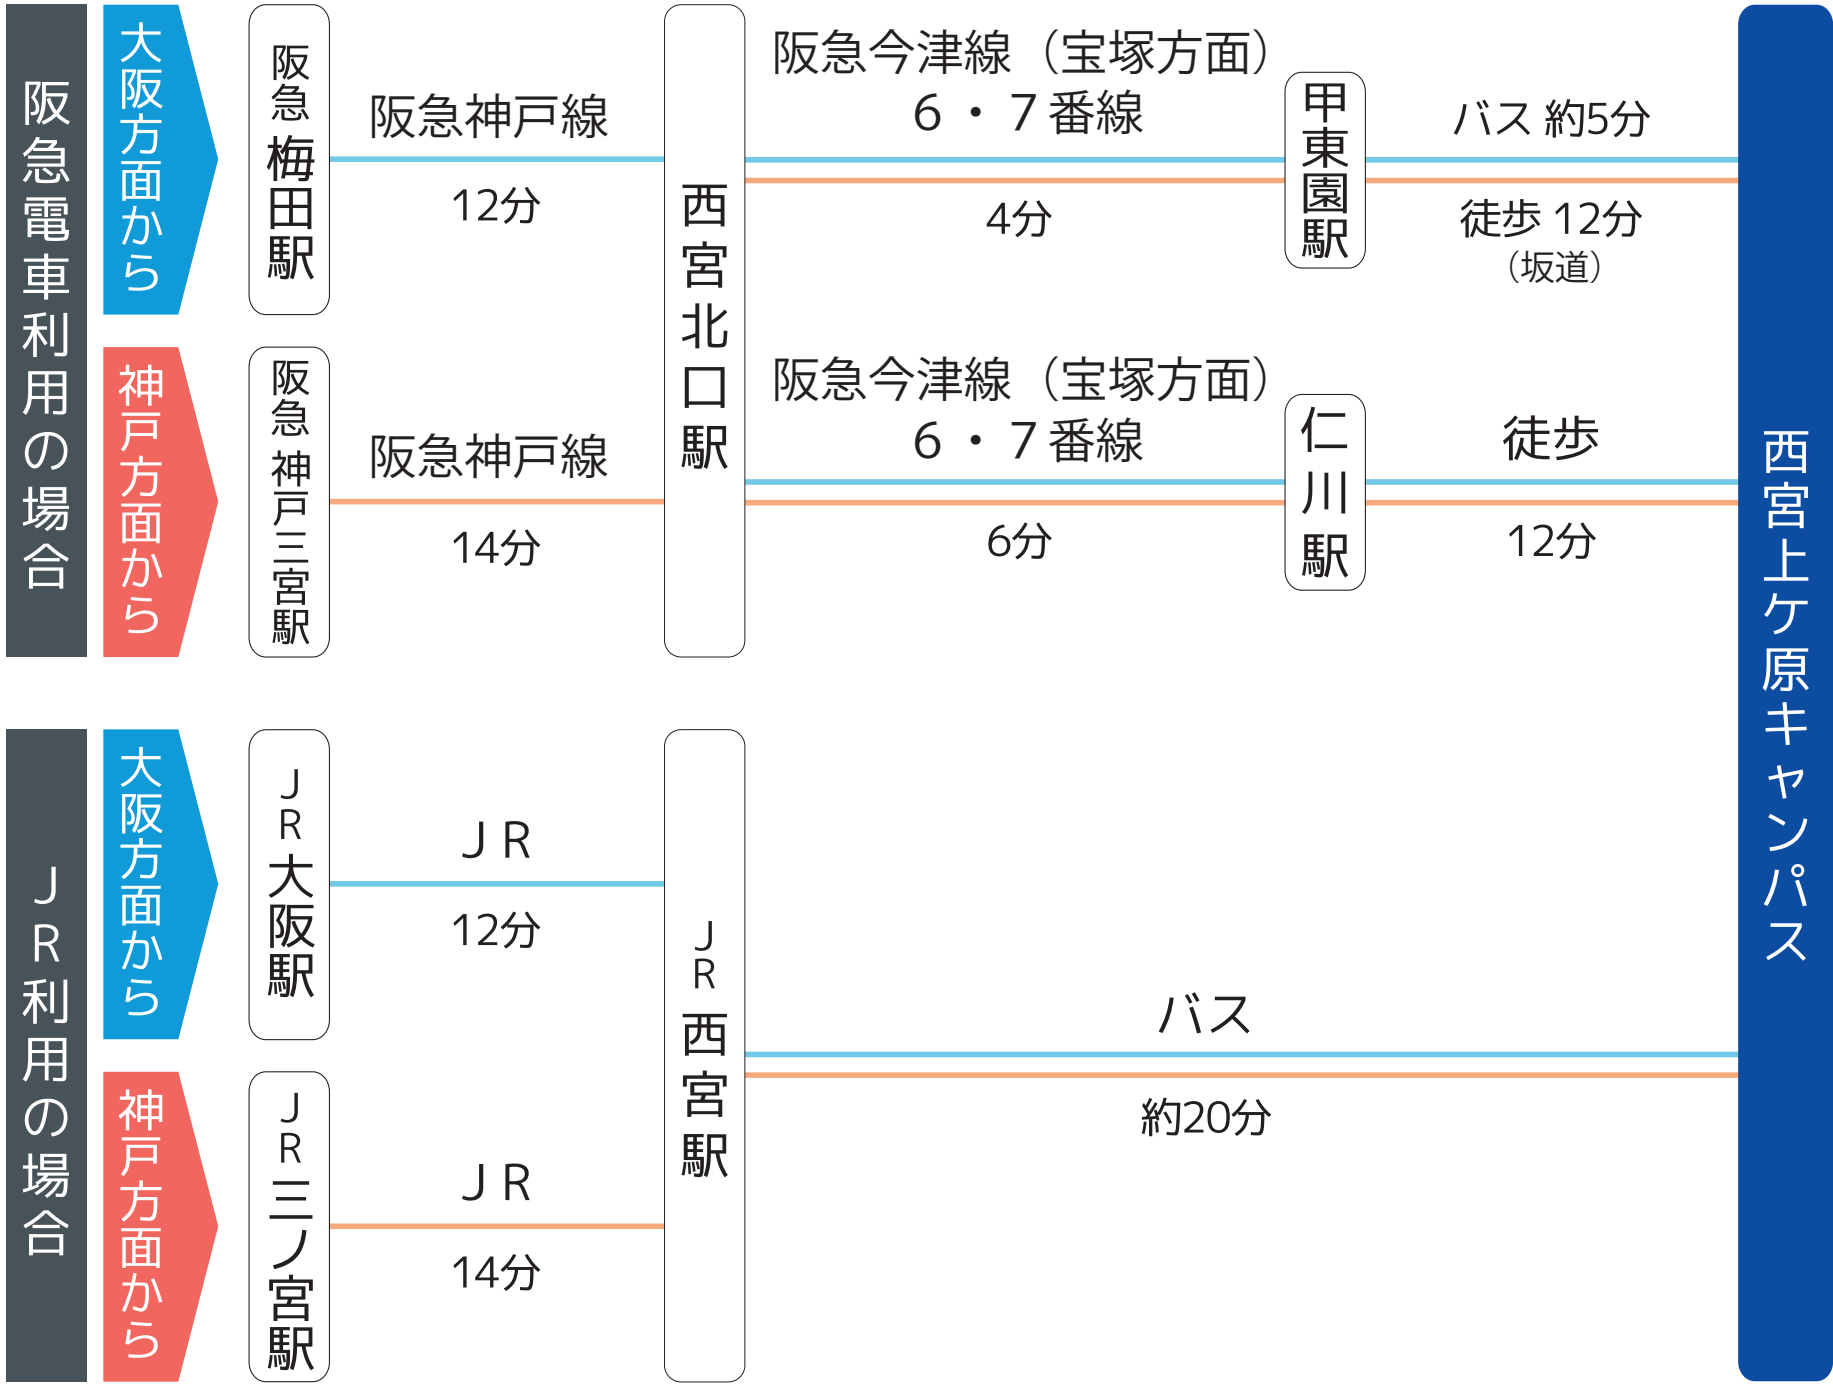 阪急電車利用の場合
大阪方面から
阪急 梅田駅
阪急神戸線
12分
神戸方面から
阪急 神戸三宮駅
阪急神戸線
14分
西宮北口駅
阪急今津線（宝塚方面）
６・７番線
4分
甲東園駅
バス 約5分
徒歩 12分
（坂道）
阪急今津線（宝塚方面）
６・７番線
6分
仁川駅
徒歩
12分
ＪＲ利用の場合
大阪方面から
ＪＲ大阪駅
ＪＲ
12分
神戸方面から
ＪＲ三ノ宮駅
ＪＲ
14分
ＪＲ西宮駅
バス
約20分
西宮上ケ原キャンパス